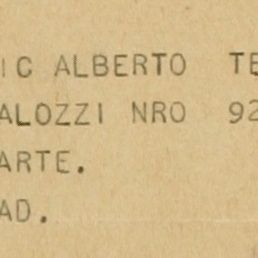 IC ALBERTO TE
ALOZZI NRO 92
ARTE.
AD.